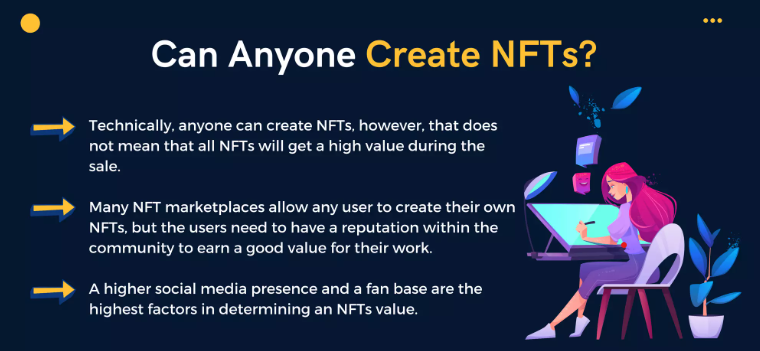 Can Anyone Create NFTs?
Technically, anyone can create NFTs, however, that does
not mean that all NFTs will get a high value during the
sale.
Many NFT marketplaces allow any user to create their own
NFTs, but the users need to have a reputation within the
community to earn a good value for their work.
A higher social media presence and a fan base are the
highest factors in determining an NFTs value.